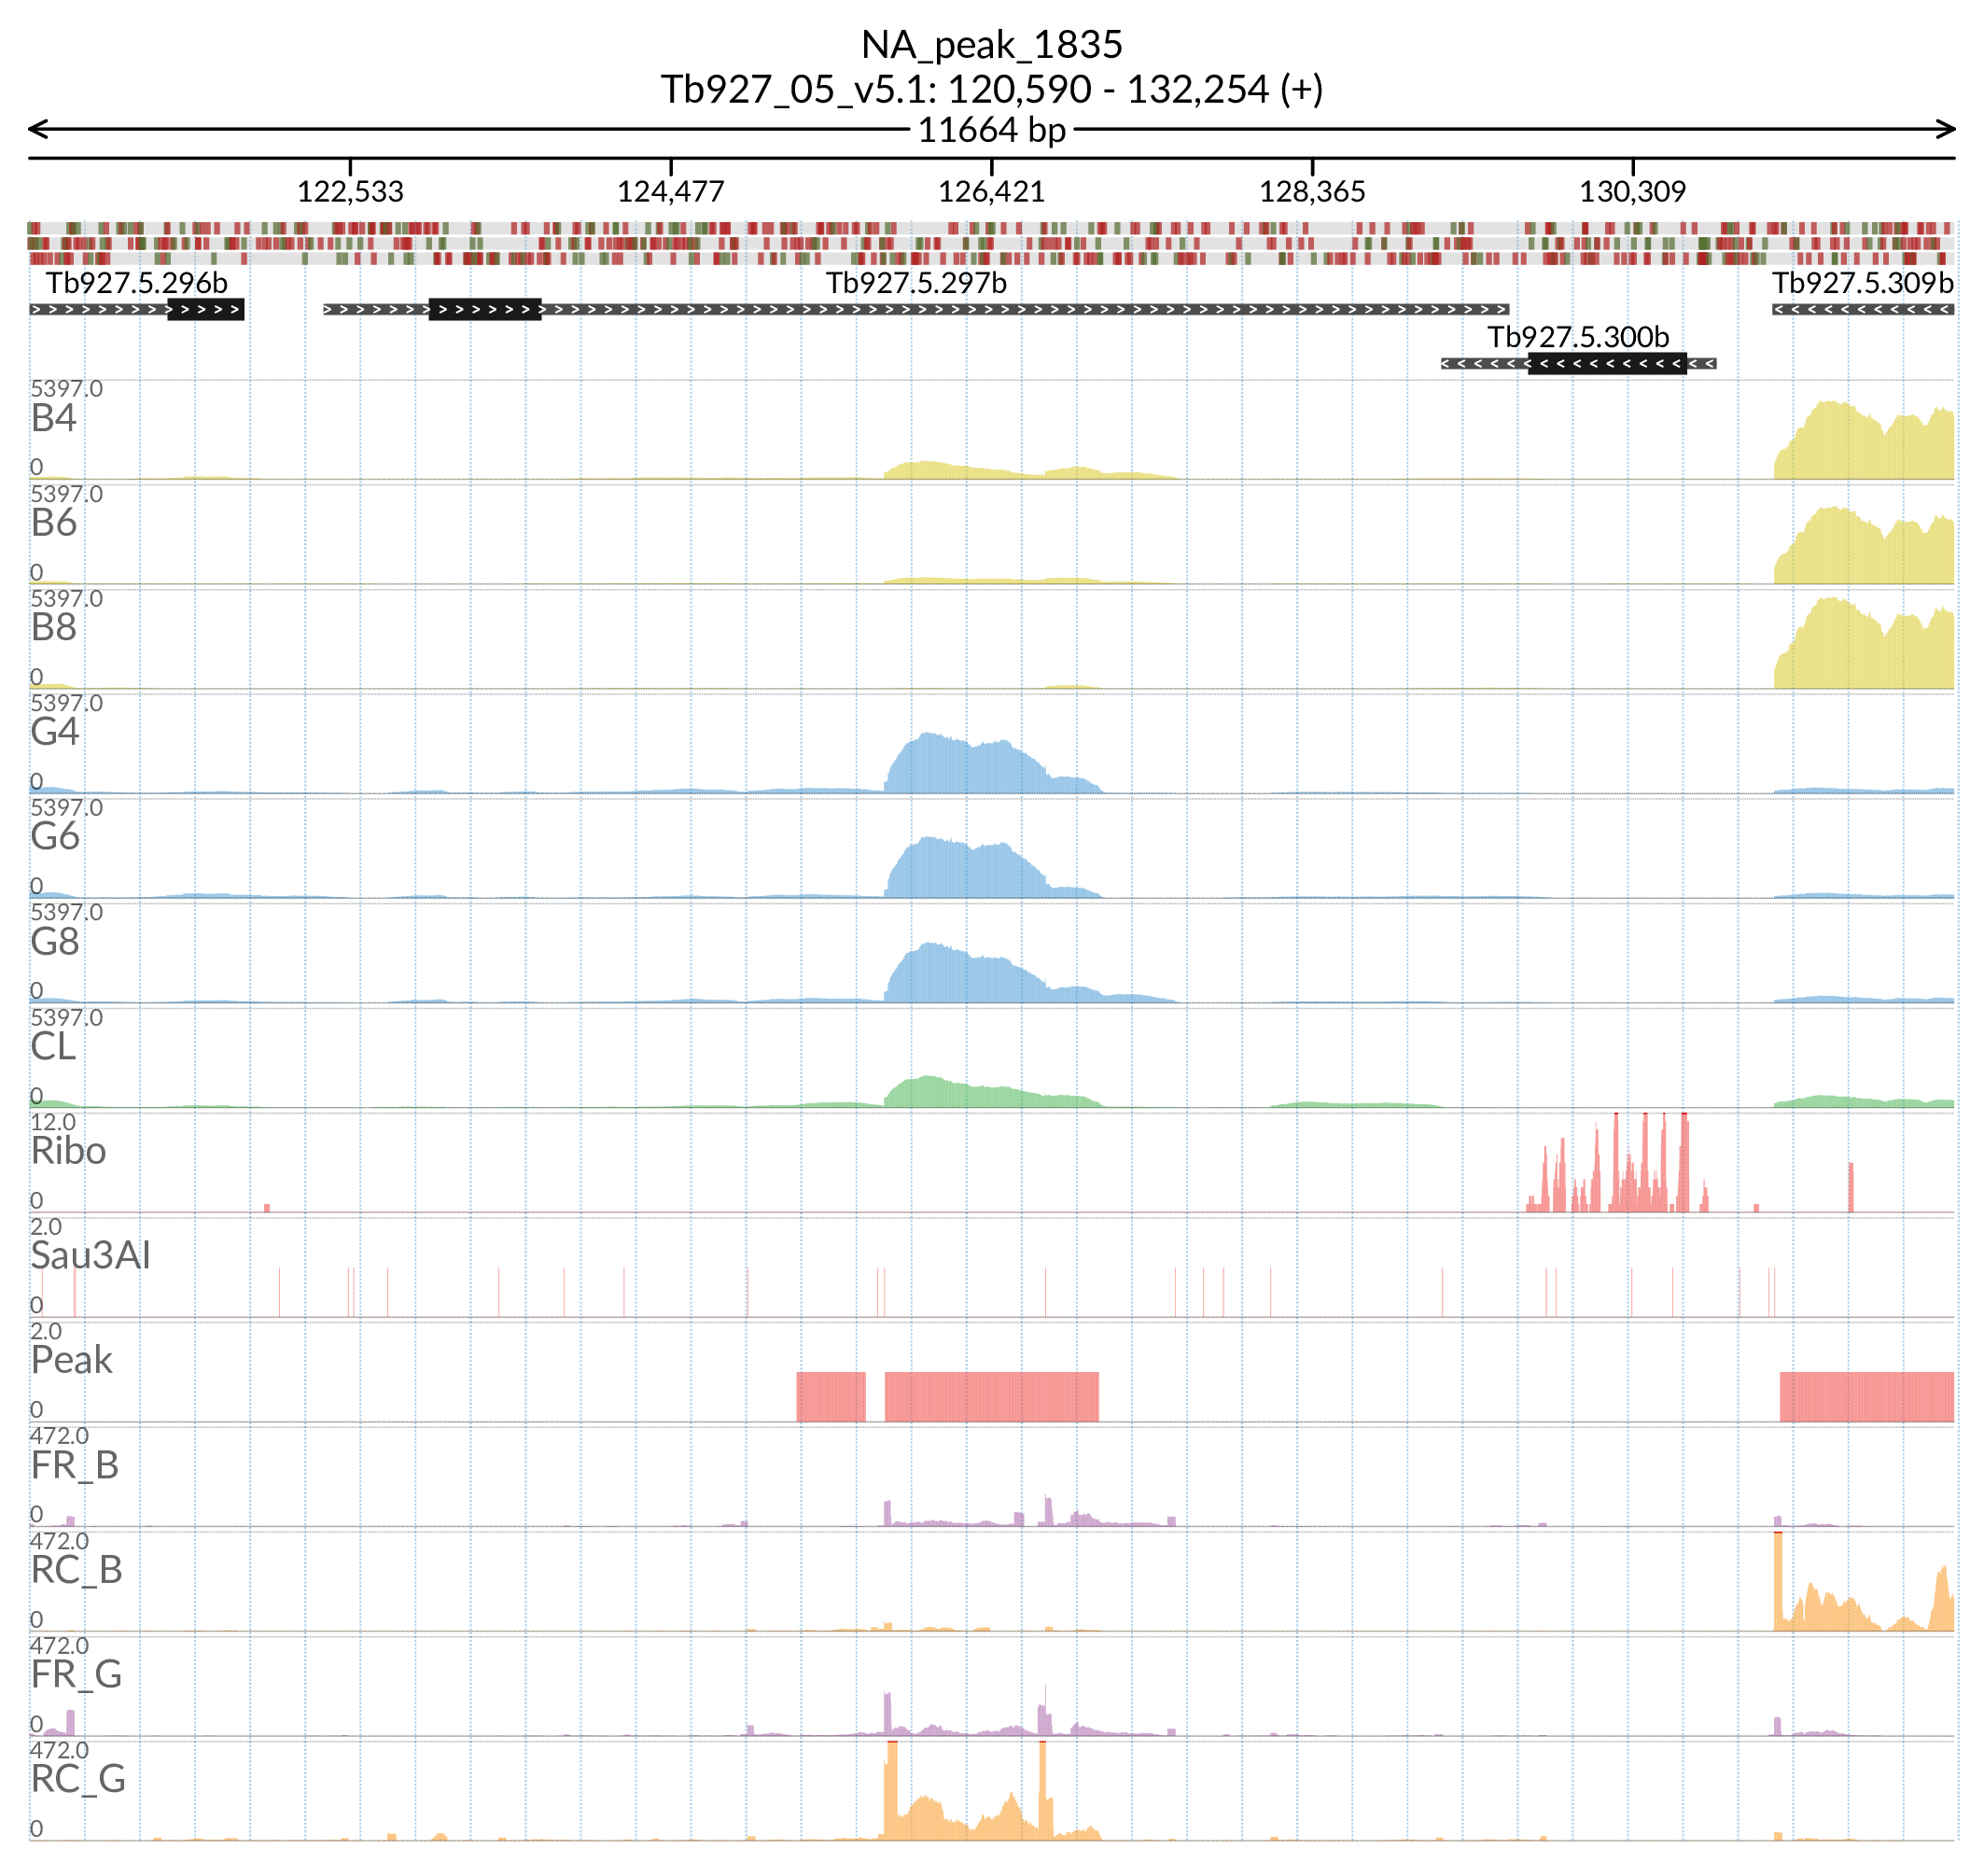 NA_peak_1835
Tb927_05_v5.1: 120,590 - 132,254 (+)
11664 bp
122,533 124,477 126,421 128,365 130,309
Tb927.5.296b Tb927.5.297b Tb927.5.309b
Tb927.5.300b
5397.0
B4
0
5397.0
B6
0
5397.0
B8
0
5397.0
G4
0
5397.0
G6
0
5397.0
G8
0
5397.0
CL
0
12.0
Ribo
0
2.0
Sau3AI
0
2.0
Peak
0
472.0
FR_B
0
472.0
RC_B
0
472.0
FR_G
0
472.0
RC_G
0